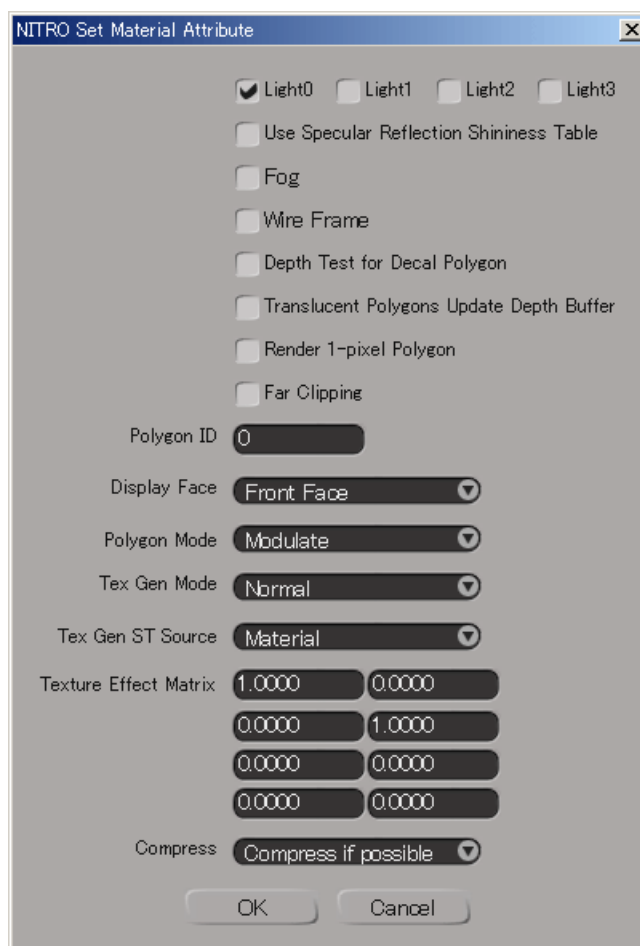 NITRO Set Material Attribute
Light0 Light1 Light2 Light3
Use Specular Reflection Shininess Table
Fog
Wire Frame
Depth Test for Decal Polygon
Translucent Polygons Update Depth Buffer
Render 1-pixel Polygon
Far Clipping
Polygon ID 0
Display Face Front Face
Polygon Mode Modulate
Tex Gen Mode Normal
Tex Gen ST Source Material
Texture Effect Matrix 1.0000 0.0000
0.0000 1.0000
0.0000 0.0000
0.0000 0.0000
Compress Compress if possible
OK Cancel